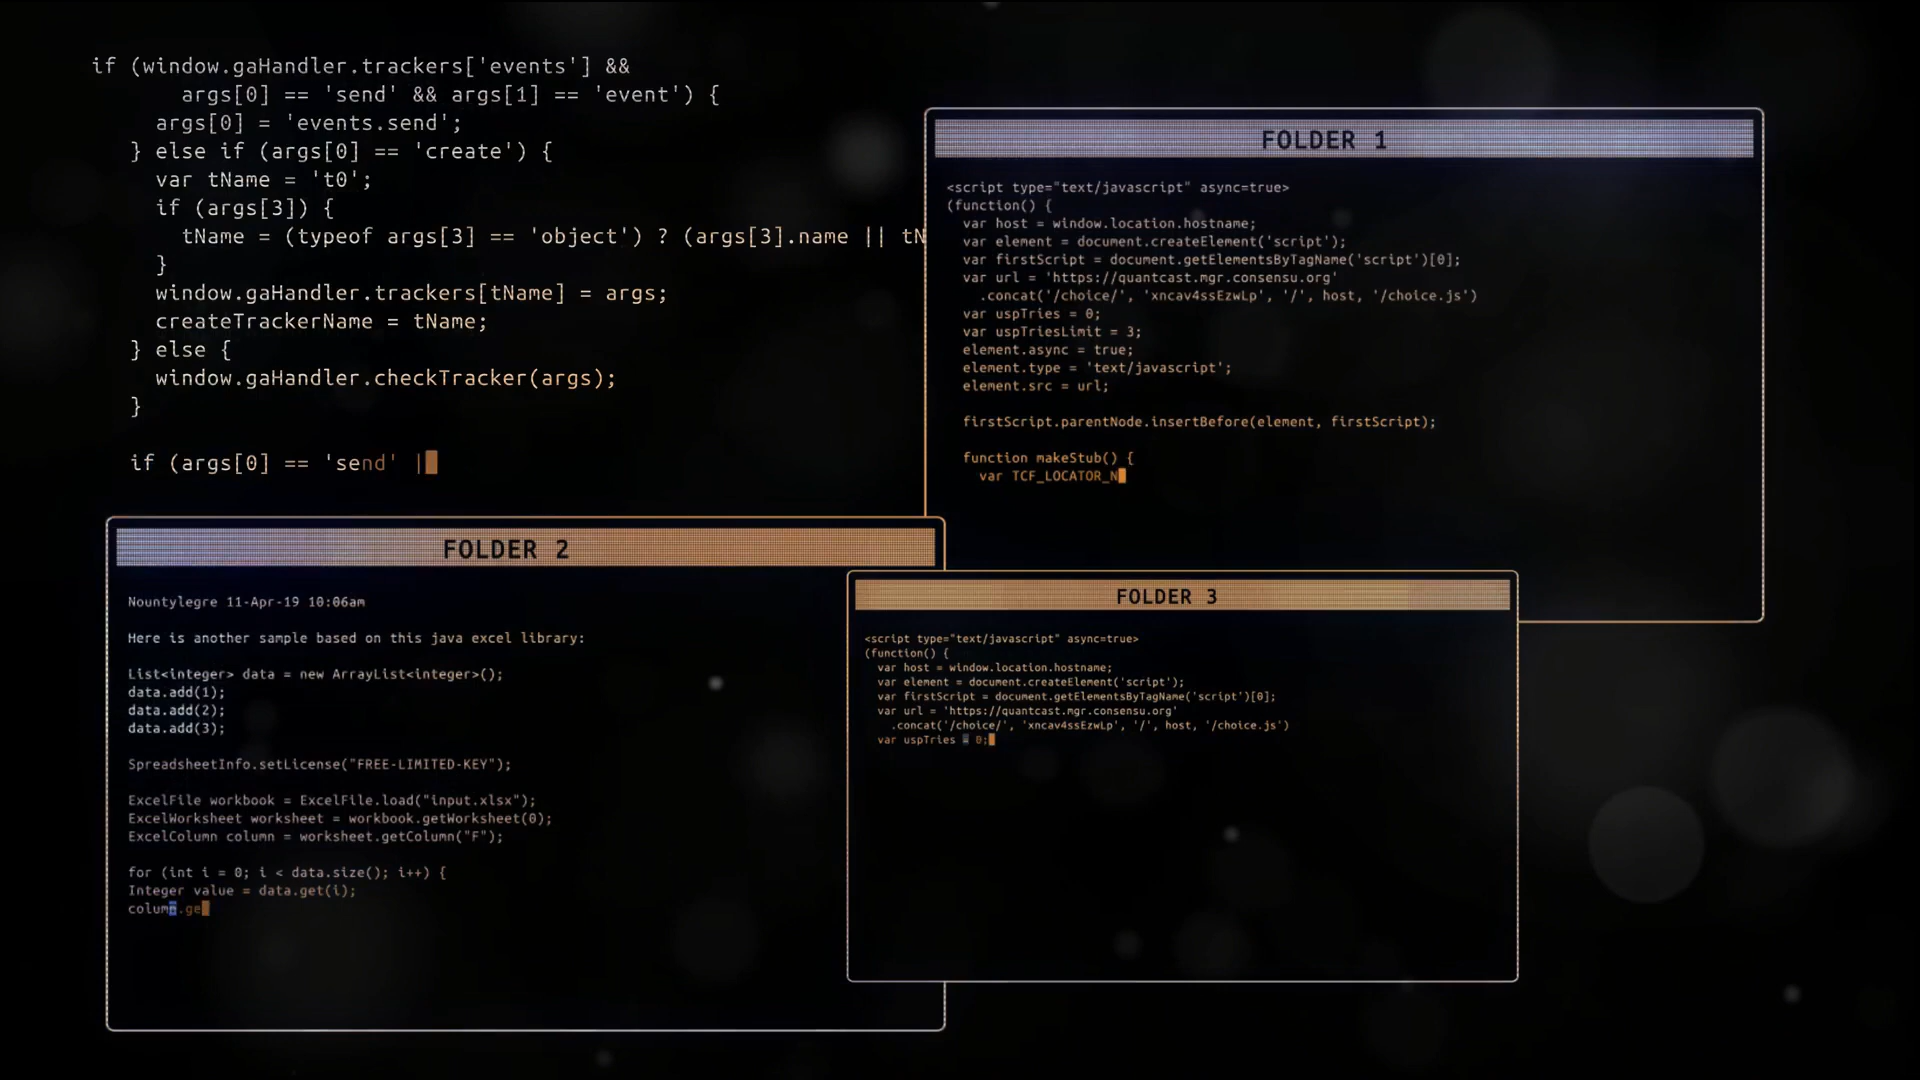 if (window.gaHandler.trackers['events'] &&
args[0] == 'send' && args[1] == 'event') {
args[0] = 'events.send';
} else if (args[0] == 'create') {
var tName = 't0';
if (args[3]) {
tName = (typeof args[3] == 'object') ? (args[3].name || tN
}
window.gaHandler.trackers[tName] = args;
createTrackerName = tName;
} else {
window.gaHandler.checkTracker(args);
}
if (args[0] == 'send' |
FOLDER 1
<script type="text/javascript" async=true>
(function() {
var host = window.location.hostname;
var element = document.createElement('script');
var firstScript = document.getElementsByTagName('script')[0];
var url = 'https://quantcast.mgr.consensu.org'
.concat('/choice/', 'xncav4ssEzwLp', '/', host, '/choice.js')
var uspTries = 0;
var uspTriesLimit = 3;
element.async = true;
element.type = 'text/javascript';
element.src = url;
firstScript.parentNode.insertBefore(element, firstScript);
function makeStub() {
var TCF_LOCATOR_N
FOLDER 2
Nountylegre 11-Apr-19 10:06am
Here is another sample based on this java excel library:
List<integer> data = new ArrayList<integer>();
data.add(1);
data.add(2);
data.add(3);
SpreadsheetInfo.setLicense("FREE-LIMITED-KEY");
ExcelFile workbook = ExcelFile.load("input.xlsx");
ExcelWorksheet worksheet = workbook.getWorksheet(0);
ExcelColumn column = worksheet.getColumn("F");
for (int i = 0; i < data.size(); i++) {
Integer value = data.get(i);
column.ge
FOLDER 3
<script type="text/javascript" async=true>
(function() {
var host = window.location.hostname;
var element = document.createElement('script');
var firstScript = document.getElementsByTagName('script')[0];
var url = 'https://quantcast.mgr.consensu.org'
.concat('/choice/', 'xncav4ssEzwLp', '/', host, '/choice.js')
var uspTries = 0;